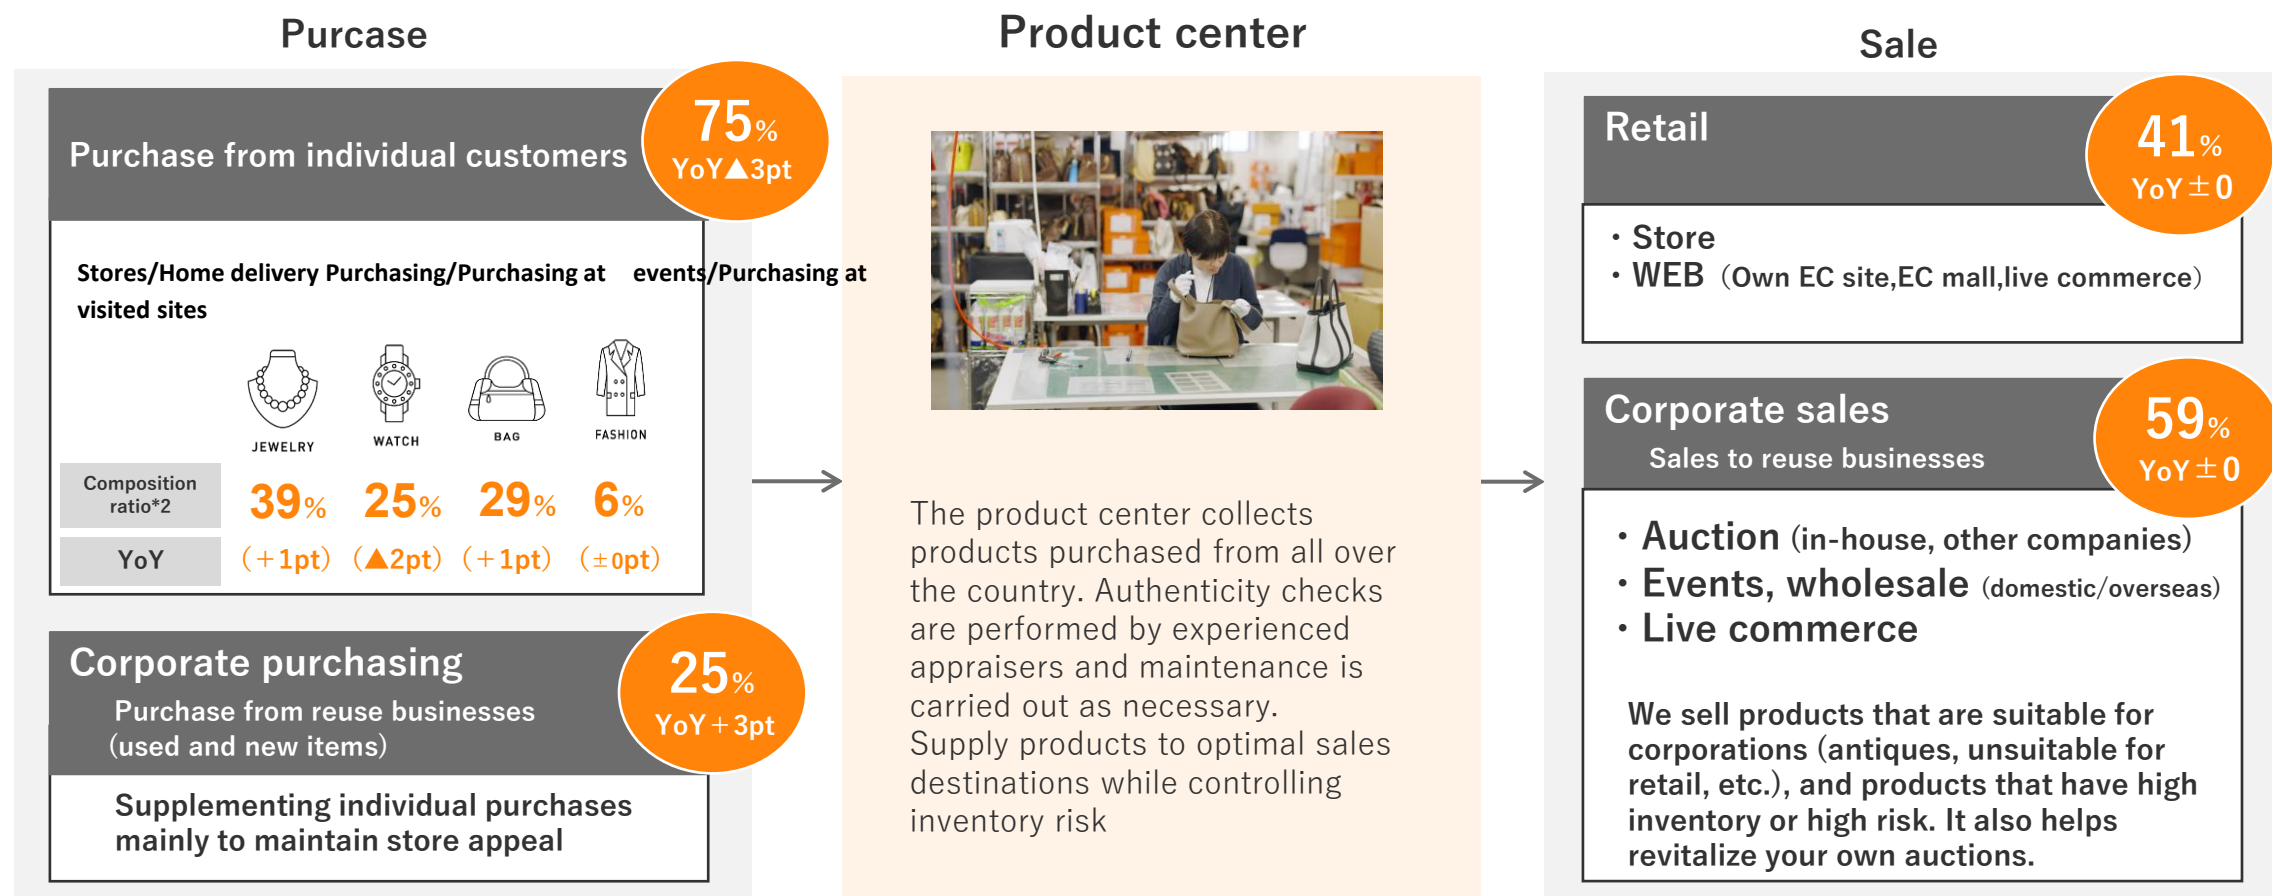 Purcase
Purchase from individual customers
75%
YoY▲3pt
Stores/Home delivery Purchasing/Purchasing at events/Purchasing at
visited sites
JEWELRY
WATCH
BAG
FASHION
Composition
ratio*2
39% 25% 29% 6%
YoY
(+1pt) (▲2pt) (+1pt) (±0pt)
Corporate purchasing
Purchase from reuse businesses
(used and new items)
25%
YoY+3pt
Supplementing individual purchases
mainly to maintain store appeal
Product center
The product center collects
products purchased from all over
the country. Authenticity checks
are performed by experienced
appraisers and maintenance is
carried out as necessary.
Supply products to optimal sales
destinations while controlling
inventory risk
Sale
Retail
41%
YoY±0
・Store
・WEB (Own EC site,EC mall,live commerce)
Corporate sales
Sales to reuse businesses
59%
YoY±0
・Auction (in-house, other companies)
・Events, wholesale (domestic/overseas)
・Live commerce
We sell products that are suitable for
corporations (antiques, unsuitable for
retail, etc.), and products that have high
inventory or high risk. It also helps
revitalize your own auctions.